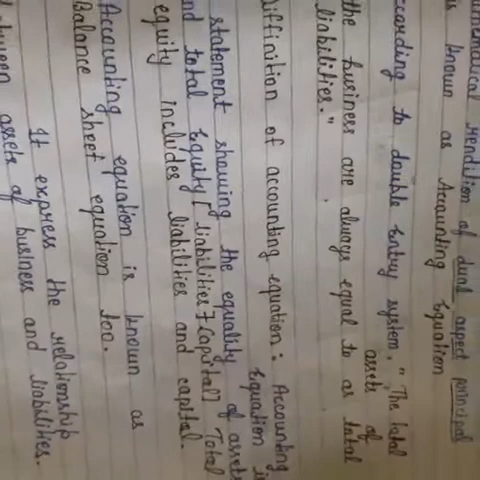 mathematical rendition of dual aspect principal
is known as Accounting Equation
according to double Entry system. "The total
assets of
the business are always equal to as total
liabilities."
Diffinition of accounting equation: Accounting
Equation is
statement showing the equality of assets
and total Equity [liabilities + Capital] Total
equity includes liabilities and capital.
Accounting equation is known as
Balance sheet equation too.
It express the relationship
between assets of business and liabilities.